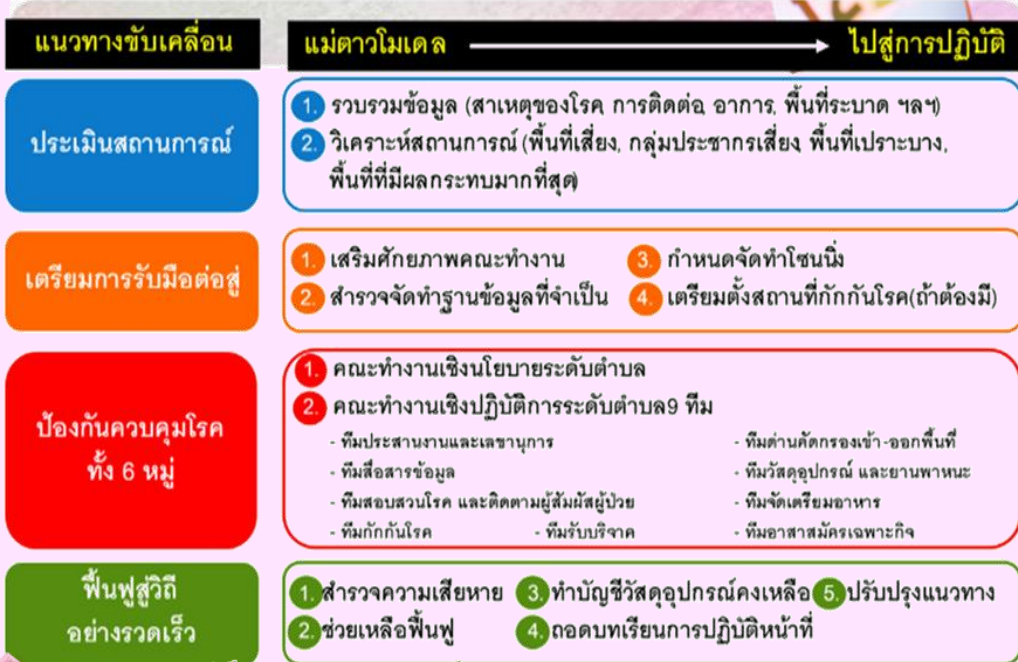 แนวทางขับเคลื่อน
แม่ตาวโมเดล ไปสู่การปฏิบัติ
ประเมินสถานการณ์
1. รวบรวมข้อมูล (สาเหตุของโรค การติดต่อ อาการ, พื้นที่ระบาด ฯลฯ)
2. วิเคราะห์สถานการณ์ (พื้นที่เสี่ยง, กลุ่มประชากรเสี่ยง พื้นที่เปราะบาง,
พื้นที่ที่มีผลกระทบมากที่สุด)
เตรียมการรับมือต่อสู่
1. เสริมศักยภาพคณะทำงาน
2. สำรวจจัดทำฐานข้อมูลที่จำเป็น
3. กำหนดจัดทำโซนนิ่ง
4. เตรียมตั้งสถานที่กักกันโรค(ถ้าต้องมี)
ป้องกันควบคุมโรค
ทั้ง 6 หมู่
1. คณะทำงานเชิงนโยบายระดับตำบล
2. คณะทำงานเชิงปฏิบัติการระดับตำบล9 ทีม
- ทีมประสานงานและเลขานุการ
- ทีมสื่อสารข้อมูล
- ทีมสอบสวนโรค และติดตามผู้สัมผัสผู้ป่วย
- ทีมกักกันโรค - ทีมรับบริจาค
- ทีมด่านคัดกรองเข้า-ออกพื้นที่
- ทีมวัสดุอุปกรณ์ และยานพาหนะ
- ทีมจัดเตรียมอาหาร
- ทีมอาสาสมัครเฉพาะกิจ
ฟื้นฟูสู่วิถี
อย่างรวดเร็ว
1. สำรวจความเสียหาย
2. ช่วยเหลือฟื้นฟู
3. ทำบัญชีวัสดุอุปกรณ์คงเหลือ
4. ถอดบทเรียนการปฏิบัติหน้าที่
5. ปรับปรุงแนวทาง